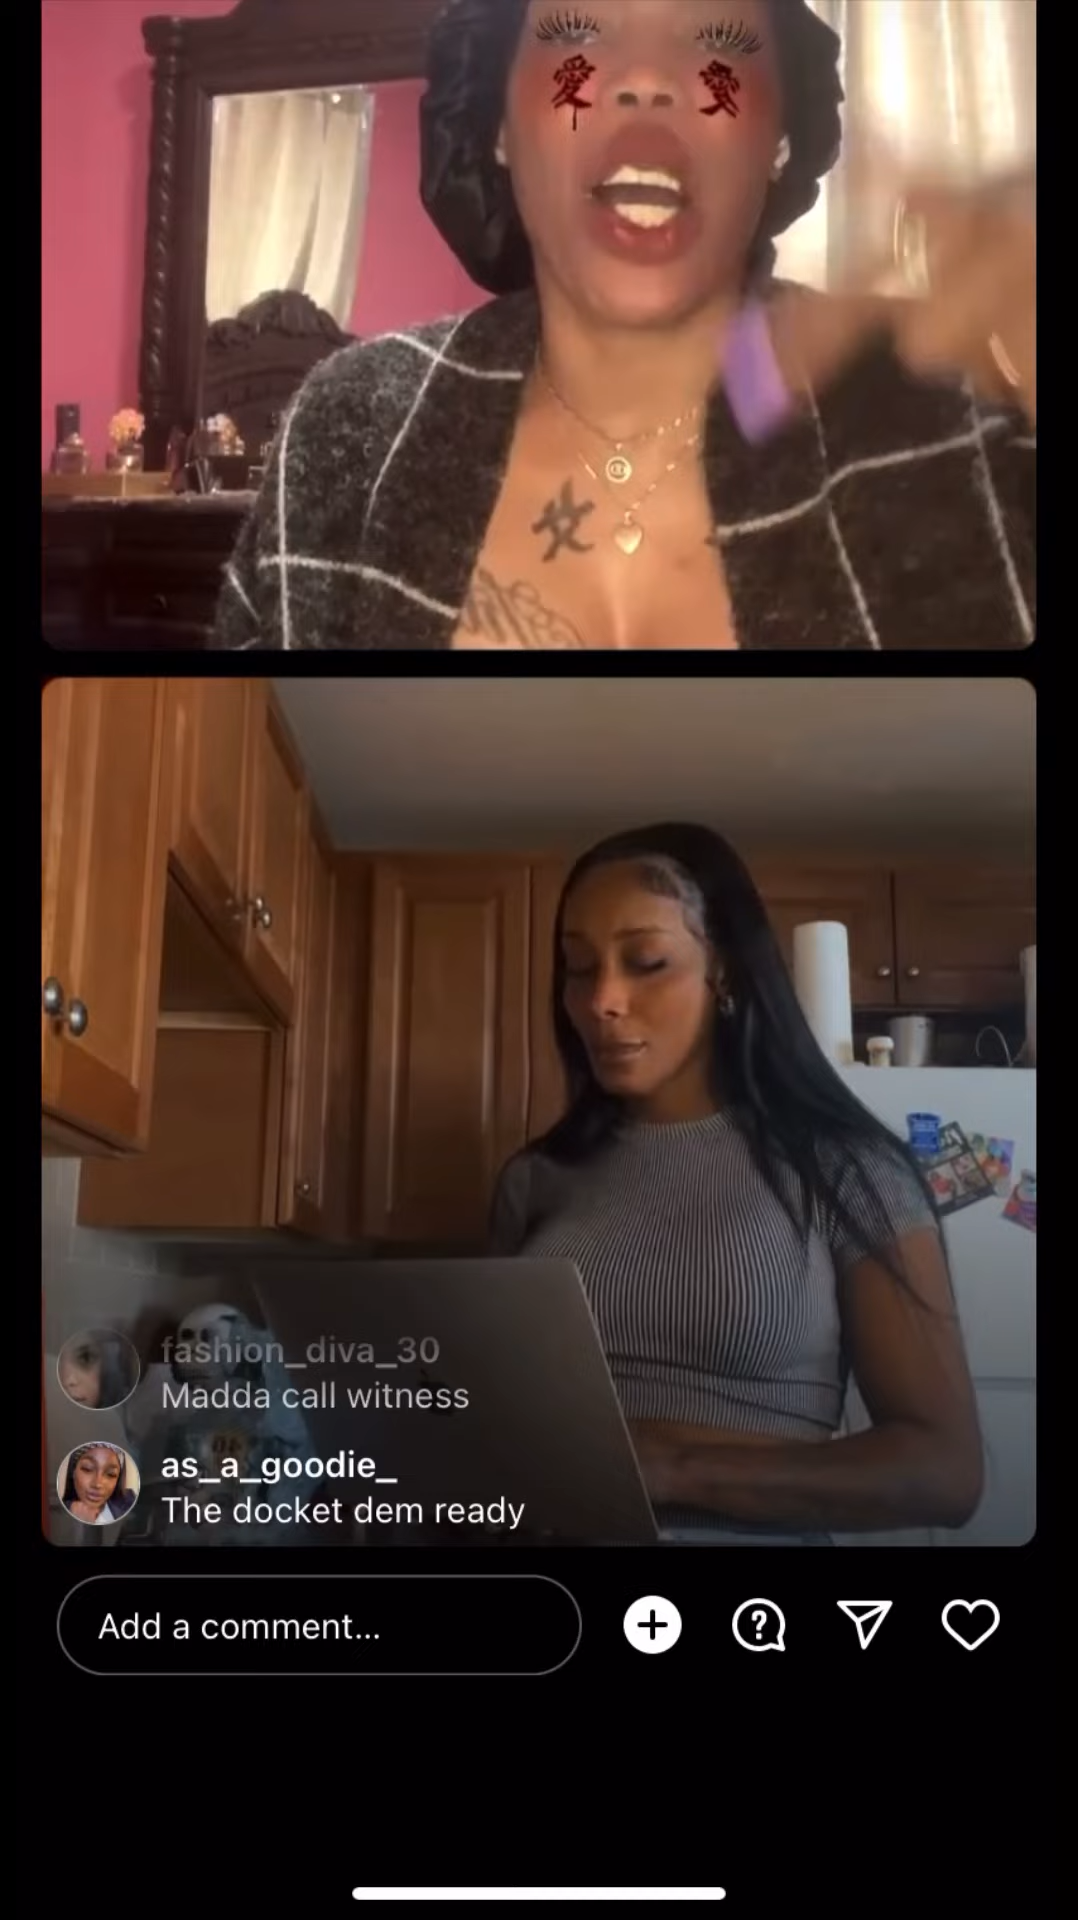 愛 愛
fashion_diva_30
Madda call witness
as_a_goodie_
The docket dem ready
Add a comment...